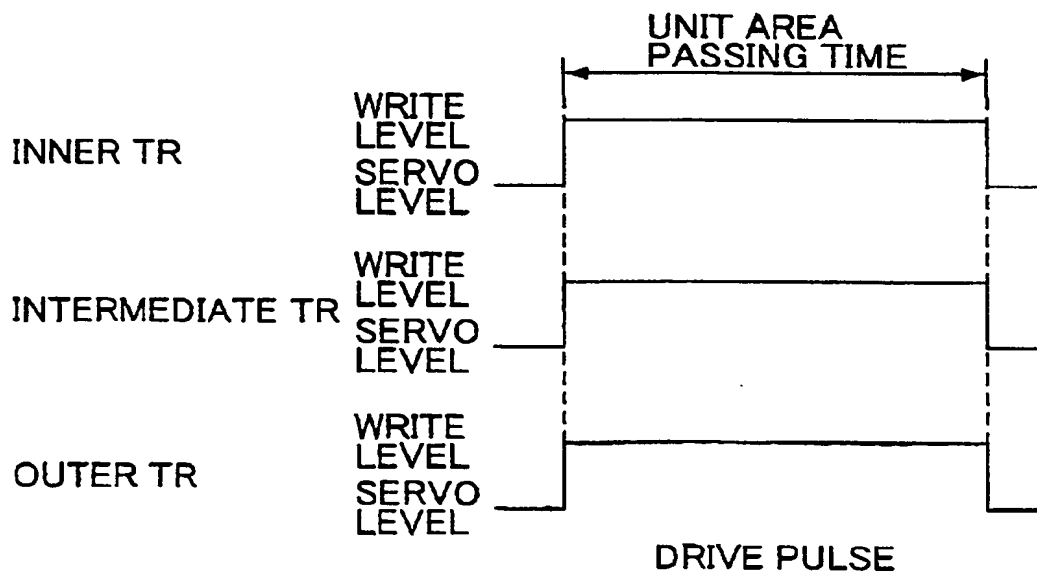 UNIT AREA
PASSING TIME
INNER TR
WRITE
LEVEL
SERVO
LEVEL
INTERMEDIATE TR
WRITE
LEVEL
SERVO
LEVEL
OUTER TR
WRITE
LEVEL
SERVO
LEVEL
DRIVE PULSE